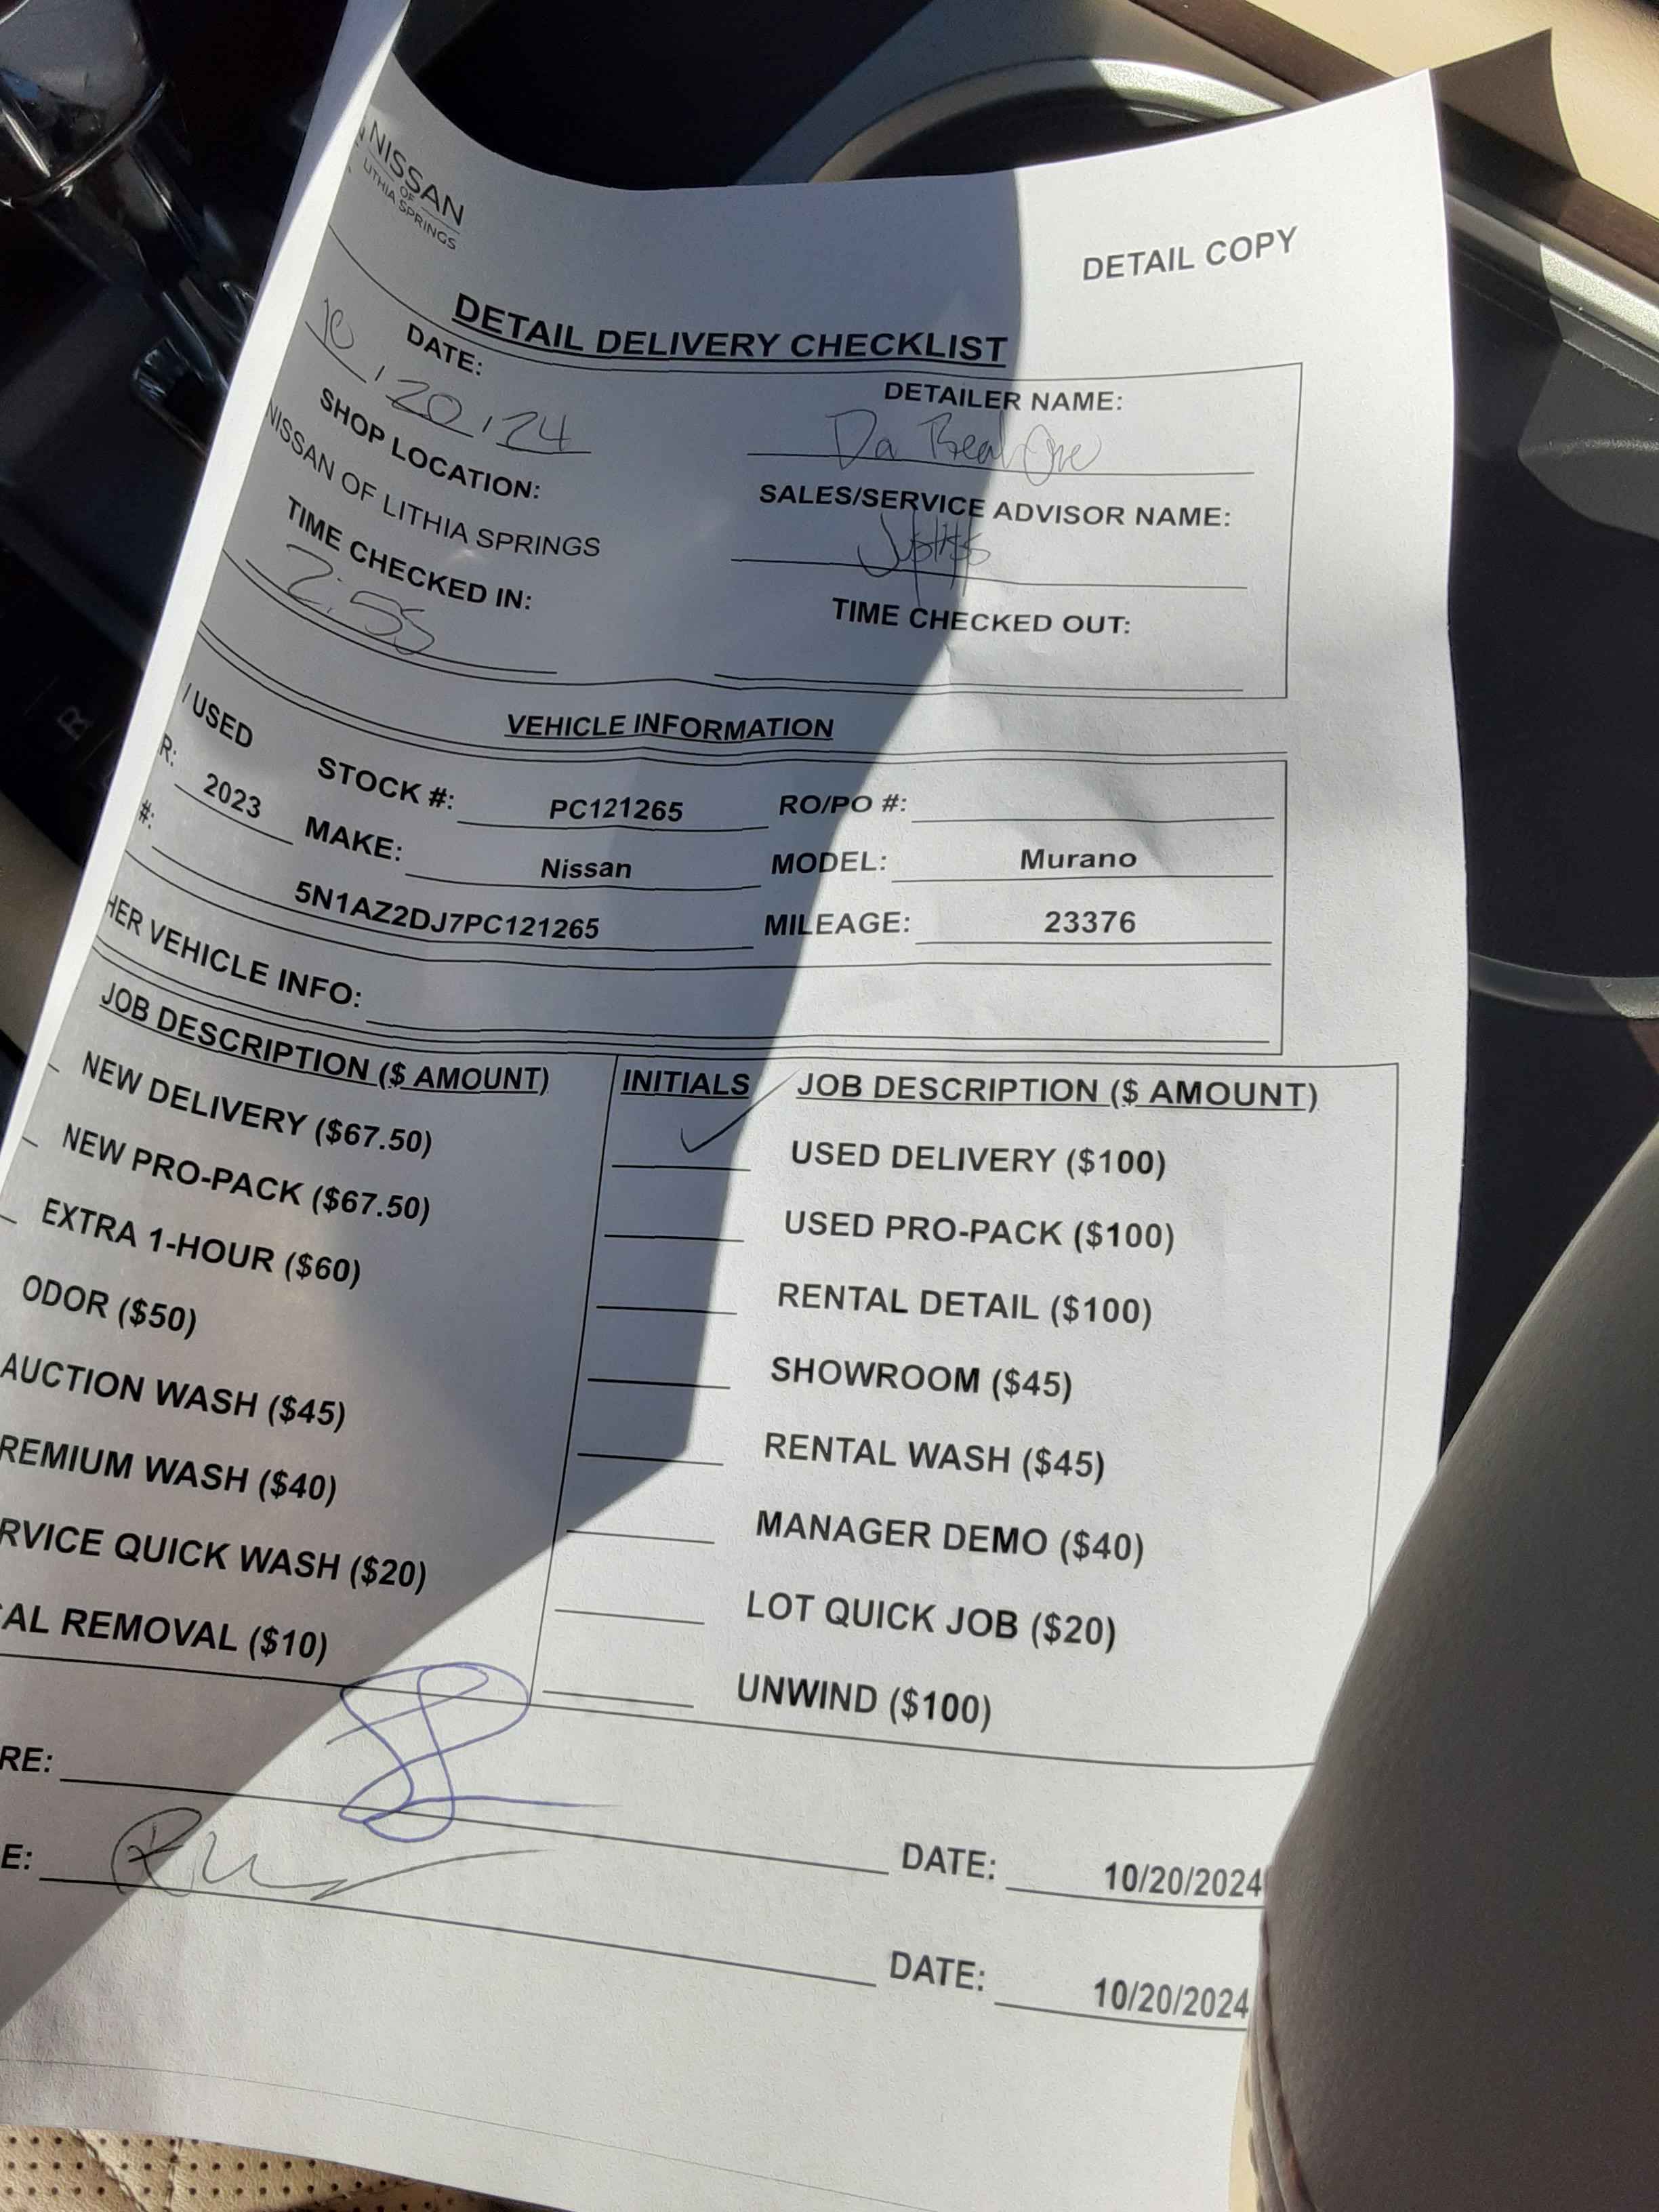 NISSAN
OF
LITHIA SPRINGS
DETAIL COPY
DETAIL DELIVERY CHECKLIST
DATE:
10, 20, 24
DETAILER NAME:
Da Real One
SHOP LOCATION:
NISSAN OF LITHIA SPRINGS
SALES/SERVICE ADVISOR NAME:
TIME CHECKED IN:
2:55
TIME CHECKED OUT:
VEHICLE INFORMATION
/ USED STOCK #: PC121265 RO/PO #:
R: 2023 MAKE: Nissan MODEL: Murano
#: 5N1AZ2DJ7PC121265 MILEAGE: 23376
HER VEHICLE INFO:
JOB DESCRIPTION ($ AMOUNT) INITIALS JOB DESCRIPTION ($ AMOUNT)
NEW DELIVERY ($67.50) ✓ USED DELIVERY ($100)
NEW PRO-PACK ($67.50) USED PRO-PACK ($100)
EXTRA 1-HOUR ($60) RENTAL DETAIL ($100)
ODOR ($50) SHOWROOM ($45)
AUCTION WASH ($45) RENTAL WASH ($45)
REMIUM WASH ($40) MANAGER DEMO ($40)
RVICE QUICK WASH ($20) LOT QUICK JOB ($20)
AL REMOVAL ($10) UNWIND ($100)
RE: DATE: 10/20/2024
E: DATE: 10/20/2024
R